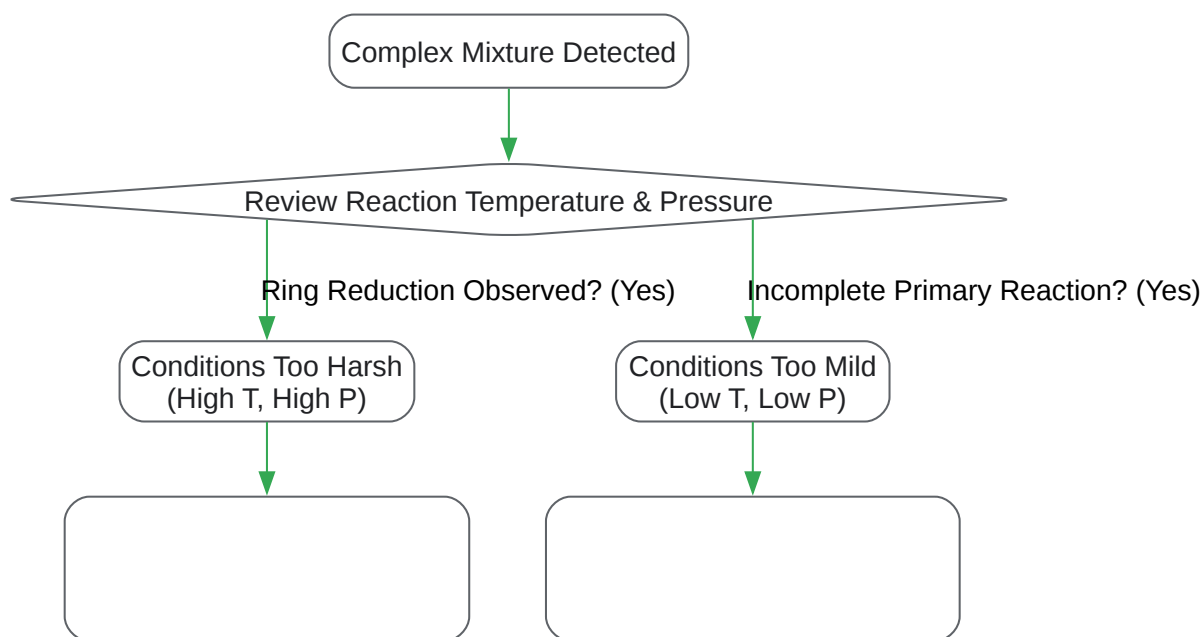 Complex Mixture Detected
Review Reaction Temperature & Pressure
Ring Reduction Observed? (Yes)
Incomplete Primary Reaction? (Yes)
Conditions Too Harsh
(High T, High P)
Conditions Too Mild
(Low T, Low P)